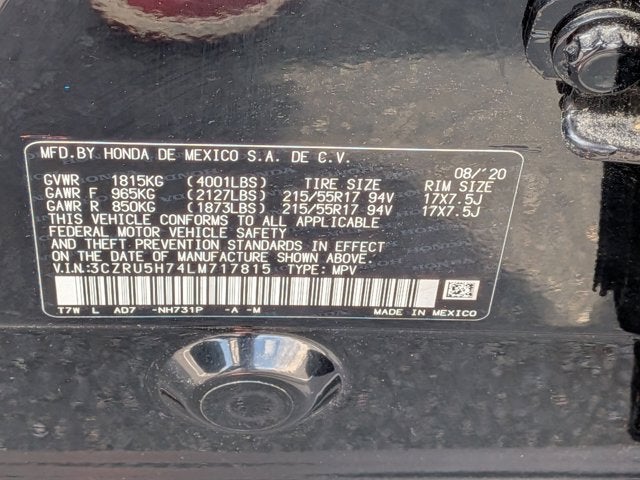 MFD.BY HONDA DE MEXICO S.A. DE C.V.
08/'20
GVWR 1815KG (4001LBS) TIRE SIZE RIM SIZE
GAWR F 965KG (2127LBS) 215/55R17 94V 17X7.5J
GAWR R 850KG (1873LBS) 215/55R17 94V 17X7.5J
THIS VEHICLE CONFORMS TO ALL APPLICABLE
FEDERAL MOTOR VEHICLE SAFETY
AND THEFT PREVENTION STANDARDS IN EFFECT
ON THE DATE OF MANUFACTURE SHOWN ABOVE.
V.I.N:3CZRU5H74LM717815 TYPE: MPV
T7W L AD7 -NH731P -A -M MADE IN MEXICO